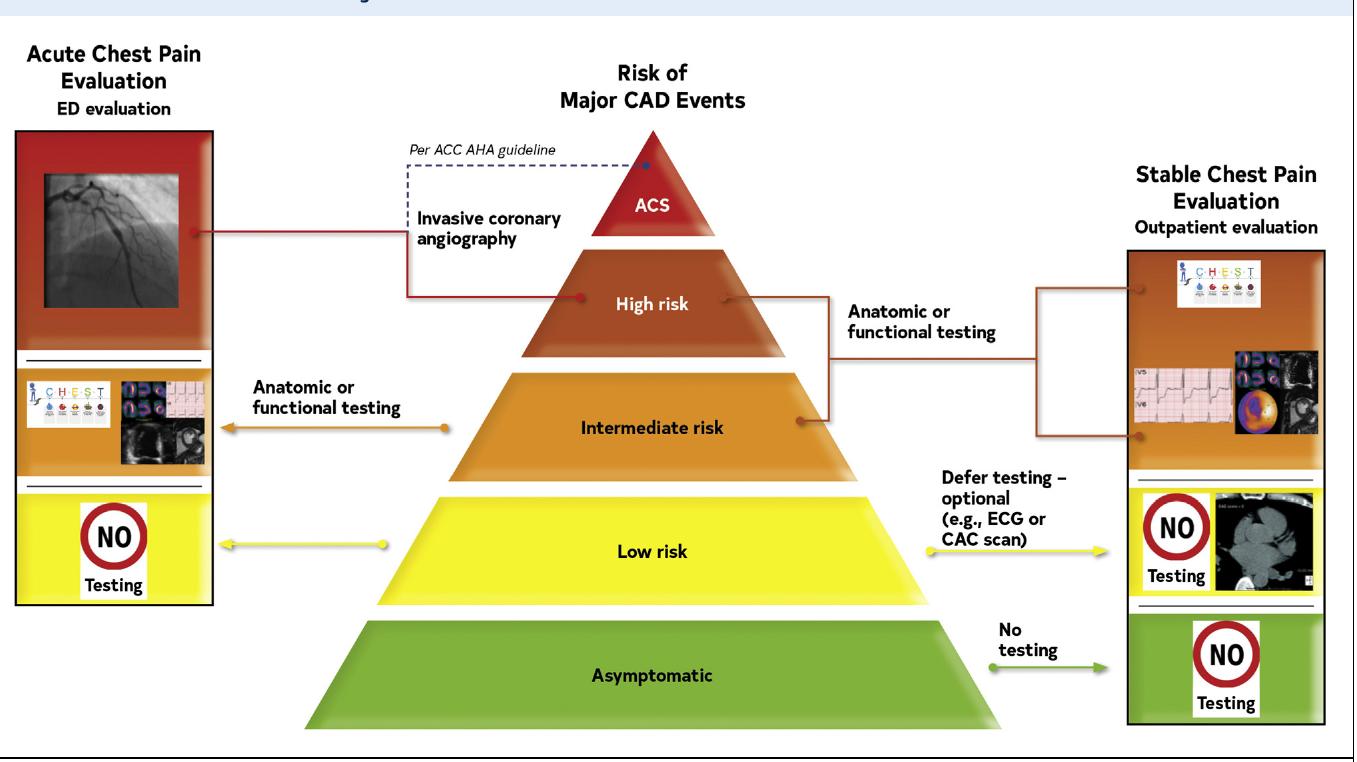 Acute Chest Pain
Evaluation
ED evaluation
Risk of
Major CAD Events
Per ACC AHA guideline
Invasive coronary
angiography
ACS
High risk
Intermediate risk
Low risk
Asymptomatic
Anatomic or
functional testing
C H E S T
NO
Testing
Stable Chest Pain
Evaluation
Outpatient evaluation
Anatomic or
functional testing
C H E S T
V5
V6
Defer testing –
optional
(e.g., ECG or
CAC scan)
NO
Testing
No
testing
NO
Testing